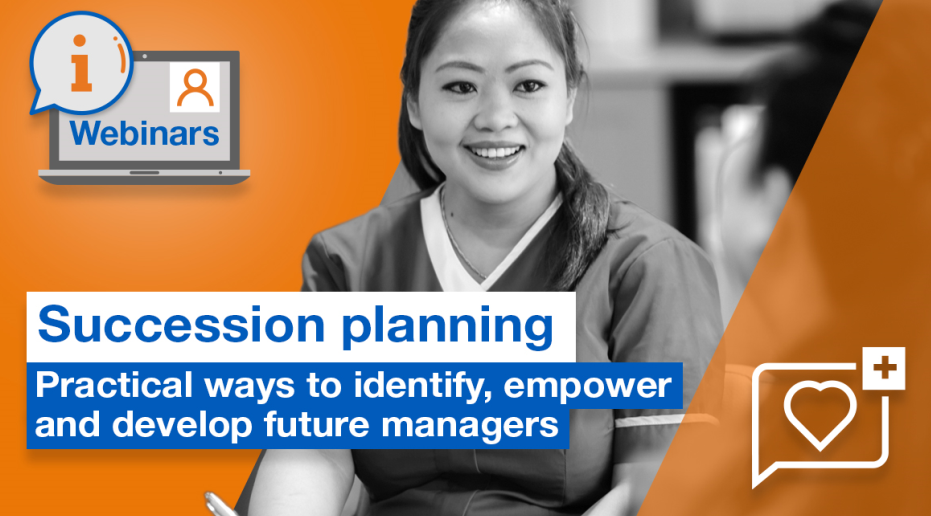 i
Webinars
Succession planning
Practical ways to identify, empower
and develop future managers